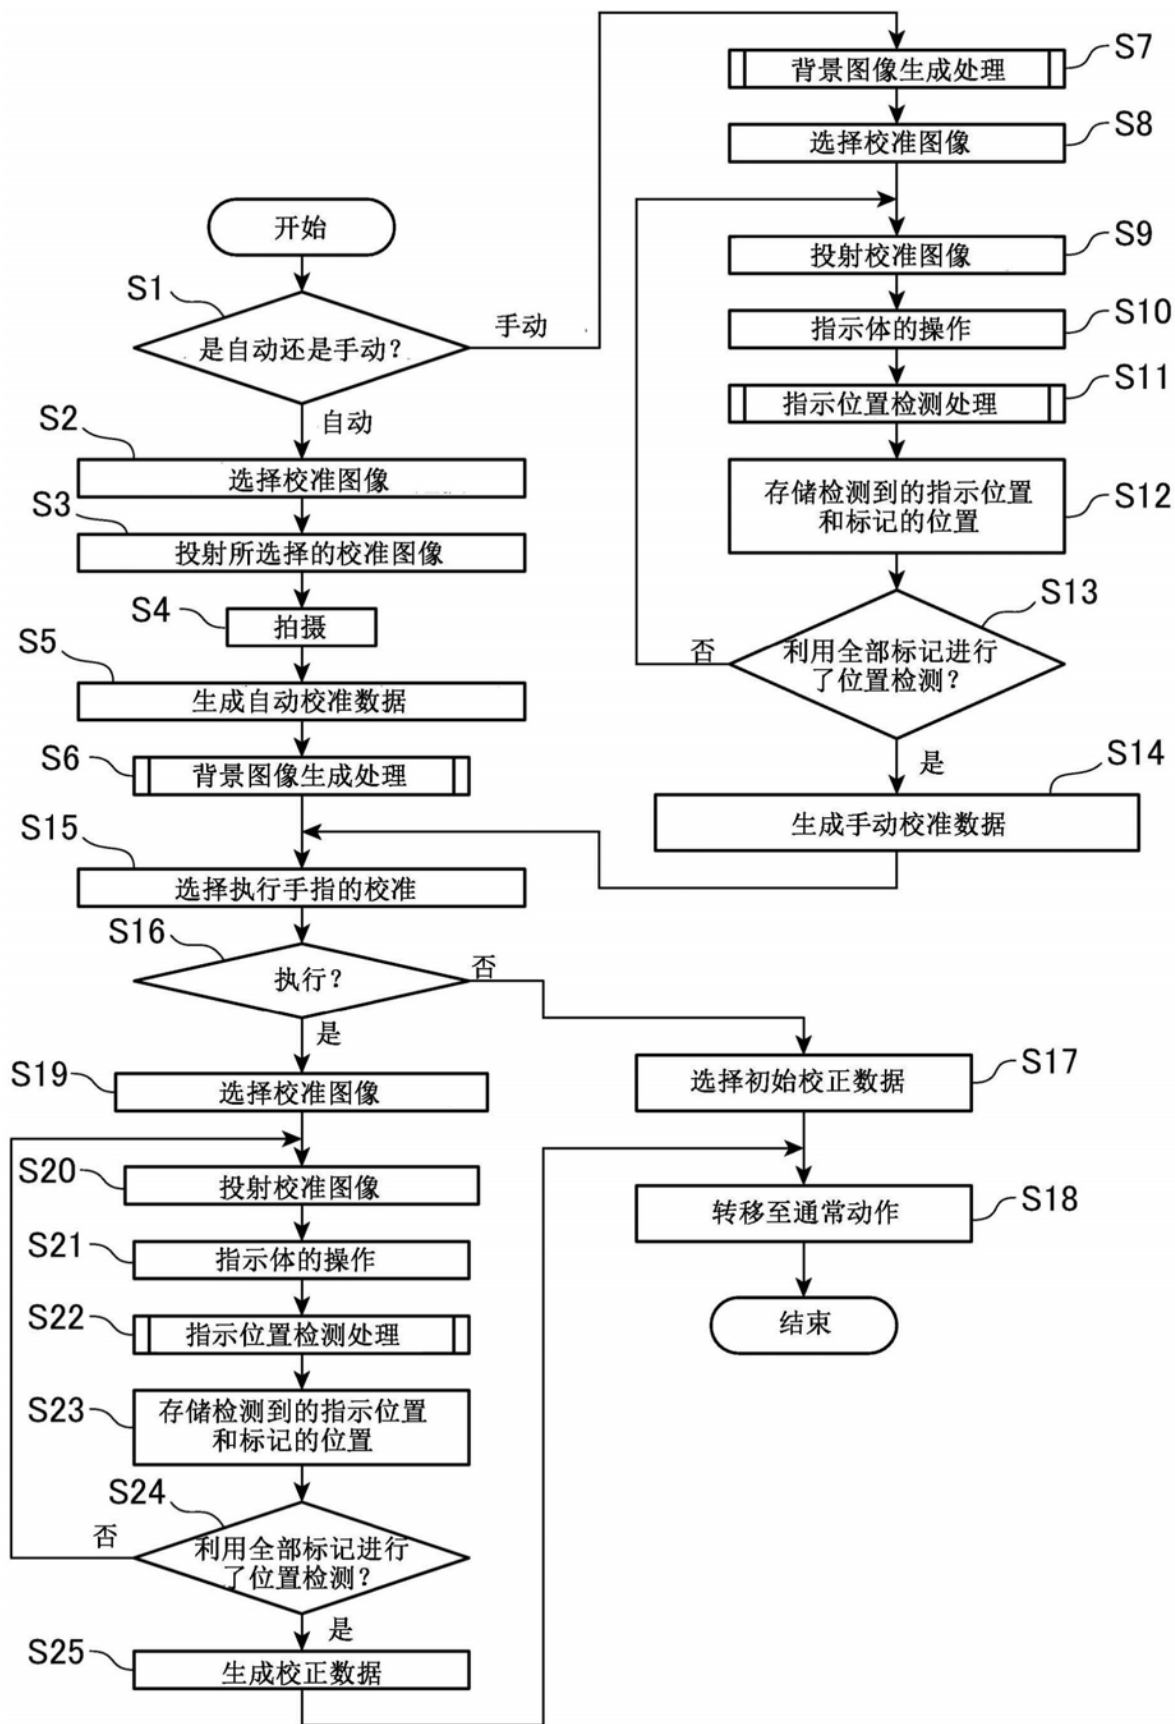 开始
S1
是自动还是手动?
手动
自动
S2
选择校准图像
S3
投射所选择的校准图像
S4
拍摄
S5
生成自动校准数据
S6
背景图像生成处理
S7
背景图像生成处理
S8
选择校准图像
S9
投射校准图像
S10
指示体的操作
S11
指示位置检测处理
S12
存储检测到的指示位置
和标记的位置
S13
利用全部标记进行
了位置检测?
否
是
S14
生成手动校准数据
S15
选择执行手指的校准
S16
执行?
否
是
S17
选择初始校正数据
S18
转移至通常动作
结束
S19
选择校准图像
S20
投射校准图像
S21
指示体的操作
S22
指示位置检测处理
S23
存储检测到的指示位置
和标记的位置
S24
利用全部标记进行
了位置检测?
否
是
S25
生成校正数据